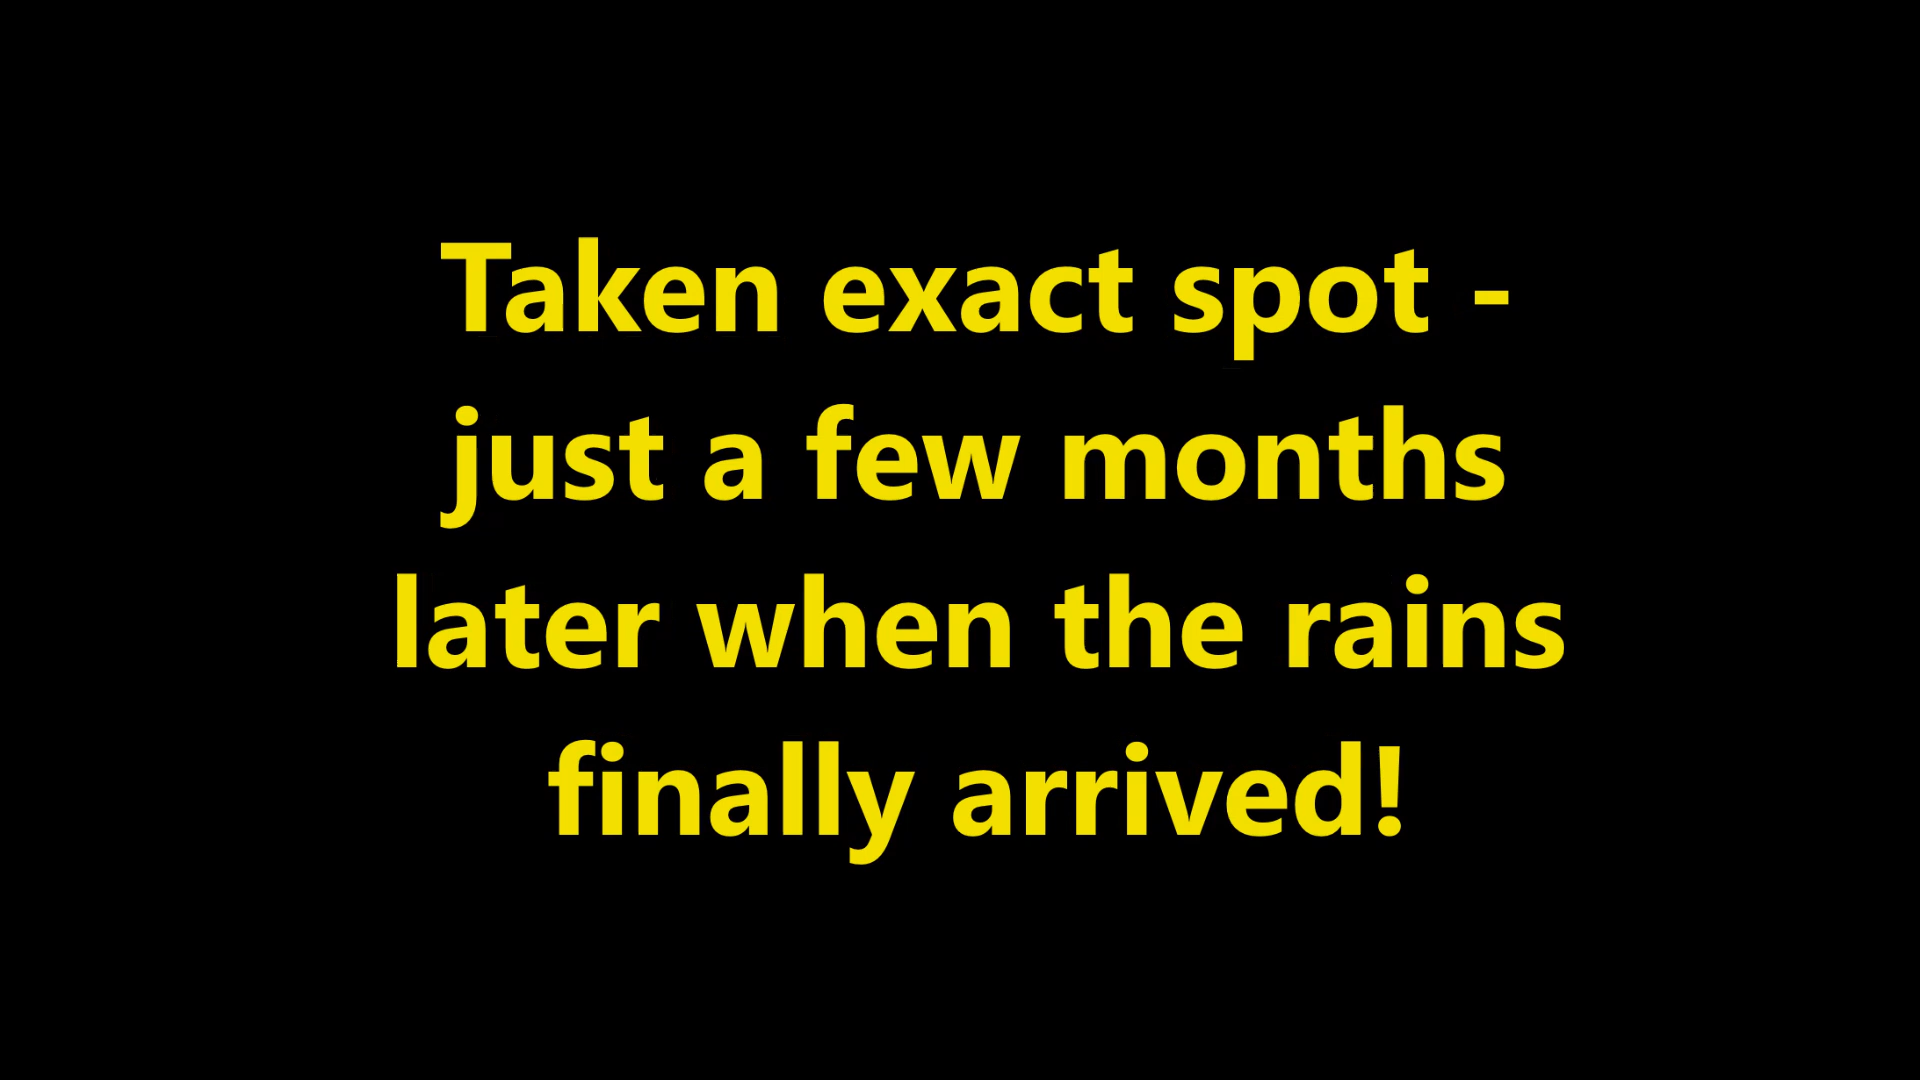 Taken exact spot -
just a few months
later when the rains
finally arrived!